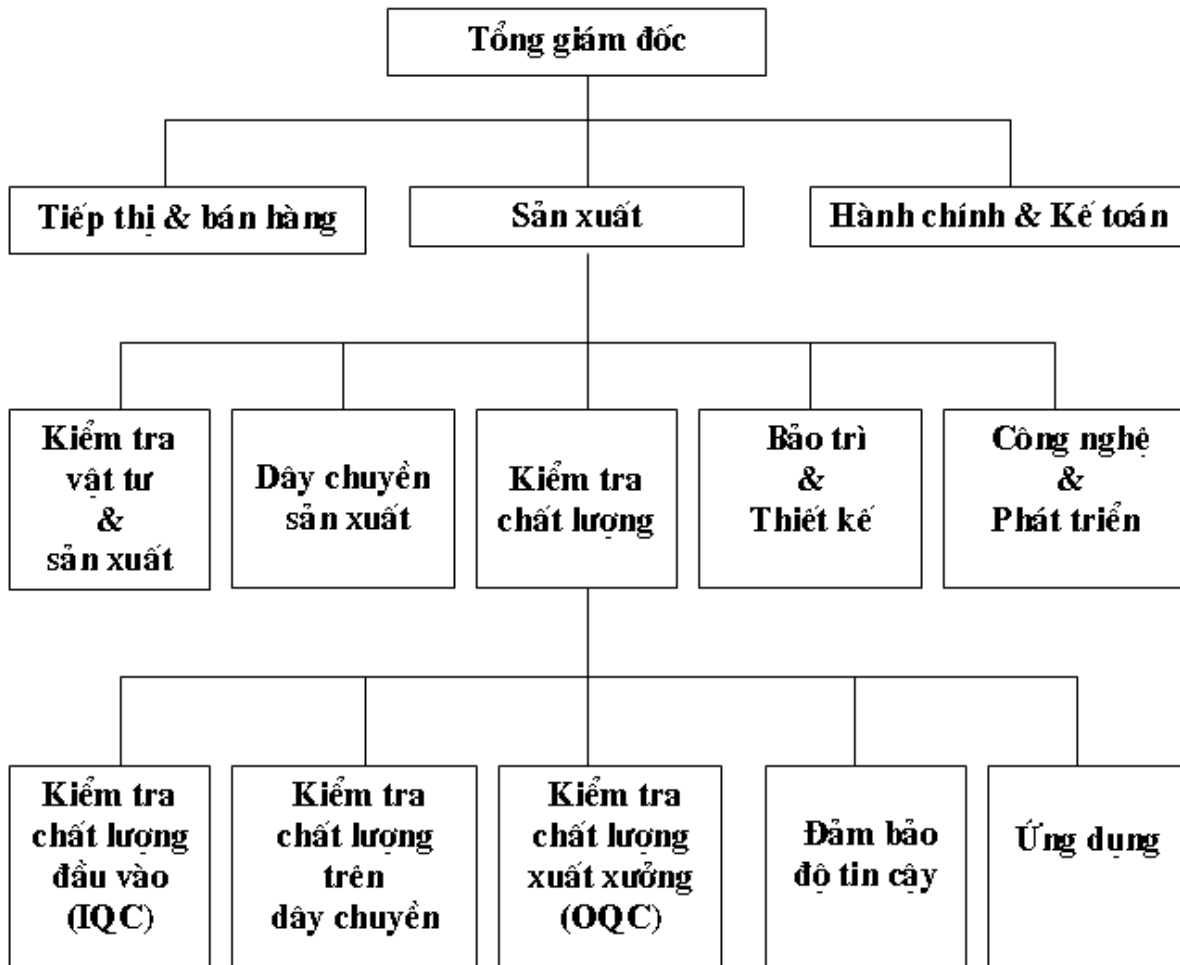 Tổng giám đốc
Tiếp thị & bán hàng
Sản xuất
Hành chính & Kế toán
Kiểm tra
vật tư
&
sản xuất
Dây chuyền
sản xuất
Kiểm tra
chất lượng
Bảo trì
&
Thiết kế
Công nghệ
&
Phát triển
Kiểm tra
chất lượng
đầu vào
(IQC)
Kiểm tra
chất lượng
trên
dây chuyền
Kiểm tra
chất lượng
xuất xưởng
(OQC)
Đảm bảo
độ tin cậy
Ứng dụng